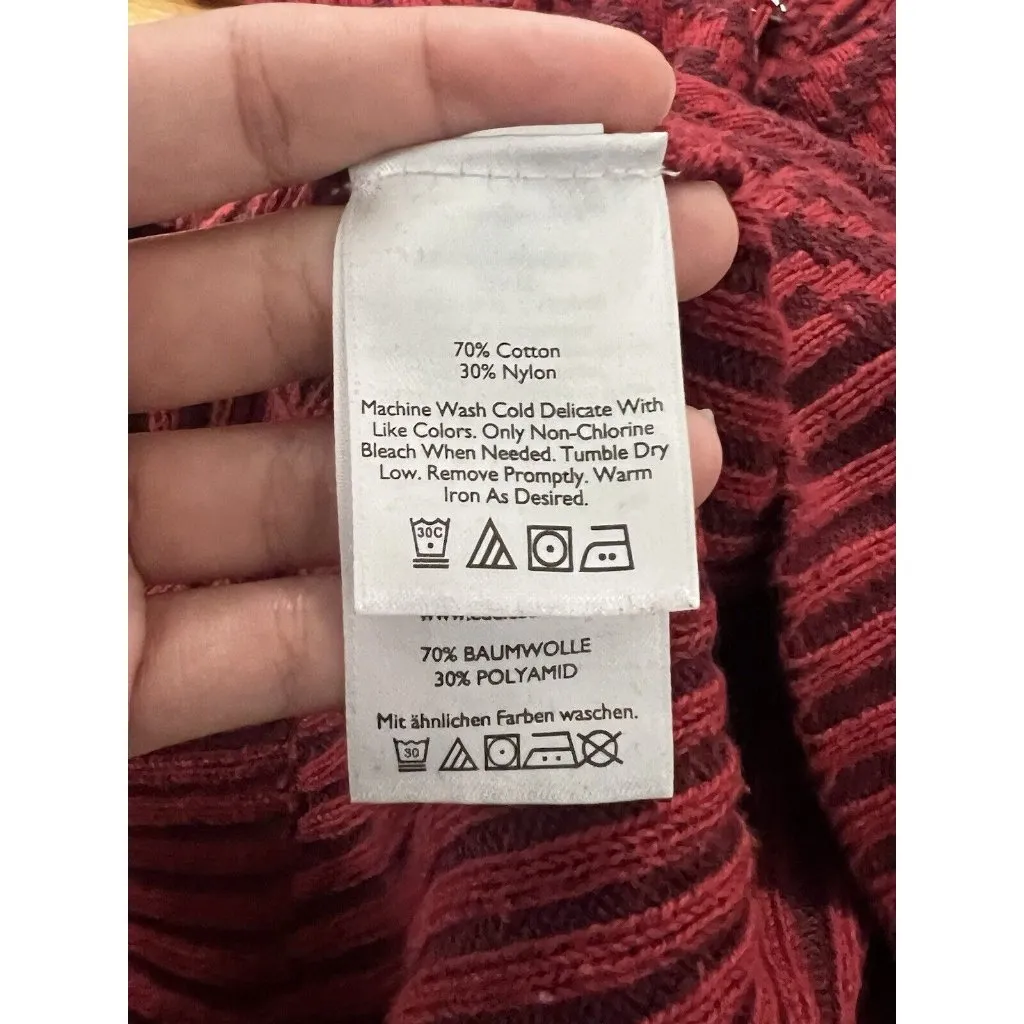 70% Cotton
30% Nylon
Machine Wash Cold Delicate With
Like Colors. Only Non-Chlorine
Bleach When Needed. Tumble Dry
Low. Remove Promptly. Warm
Iron As Desired.
30C
70% BAUMWOLLE
30% POLYAMID
Mit ähnlichen Farben waschen.
30